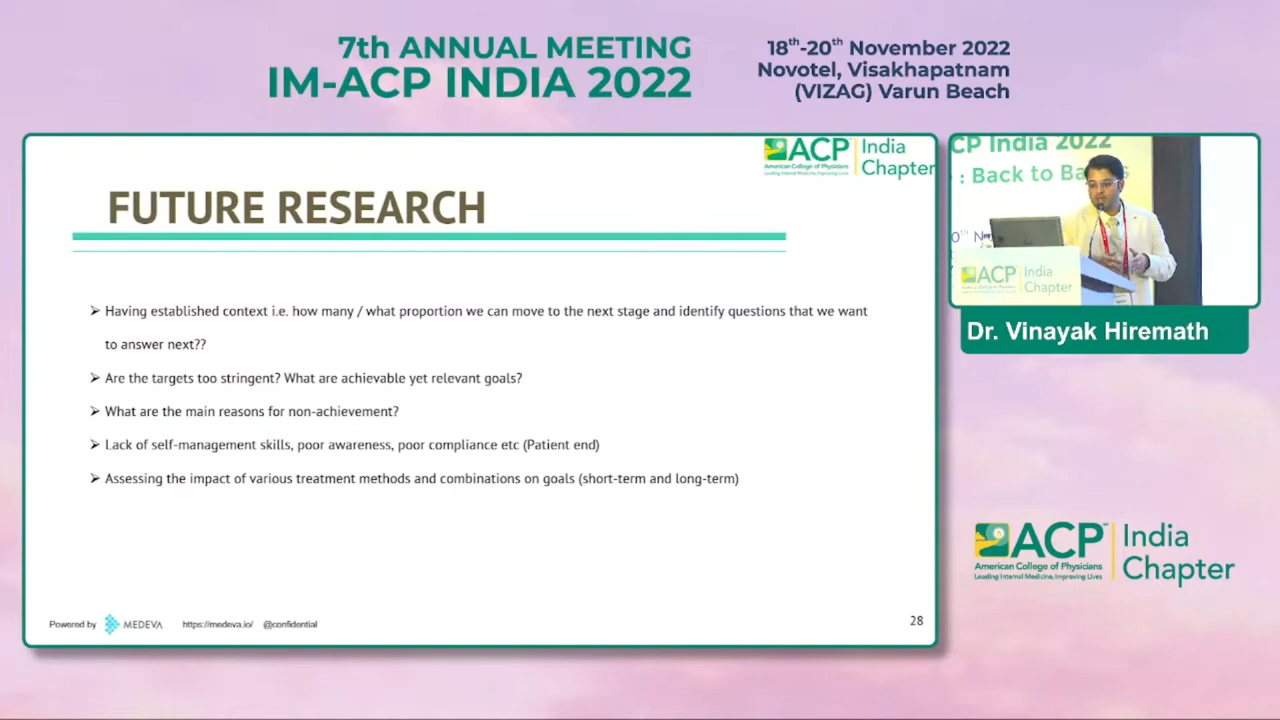 7th ANNUAL MEETING
IM-ACP INDIA 2022
18th-20th November 2022
Novotel, Visakhapatnam
(VIZAG) Varun Beach
ACP India
American College of Physicians Chapter
Leading Internal Medicine, Improving Lives
FUTURE RESEARCH
➢ Having established context i.e. how many / what proportion we can move to the next stage and identify questions that we want
to answer next??
➢ Are the targets too stringent? What are achievable yet relevant goals?
➢ What are the main reasons for non-achievement?
➢ Lack of self-management skills, poor awareness, poor compliance etc (Patient end)
➢ Assessing the impact of various treatment methods and combinations on goals (short-term and long-term)
Powered by MEDEVA https://medeva.io/ @confidential
28
CP India 2022
: Back to Ba s
ACP India
Chapter
Dr. Vinayak Hiremath
ACP India
American College of Physicians Chapter
Leading Internal Medicine, Improving Lives